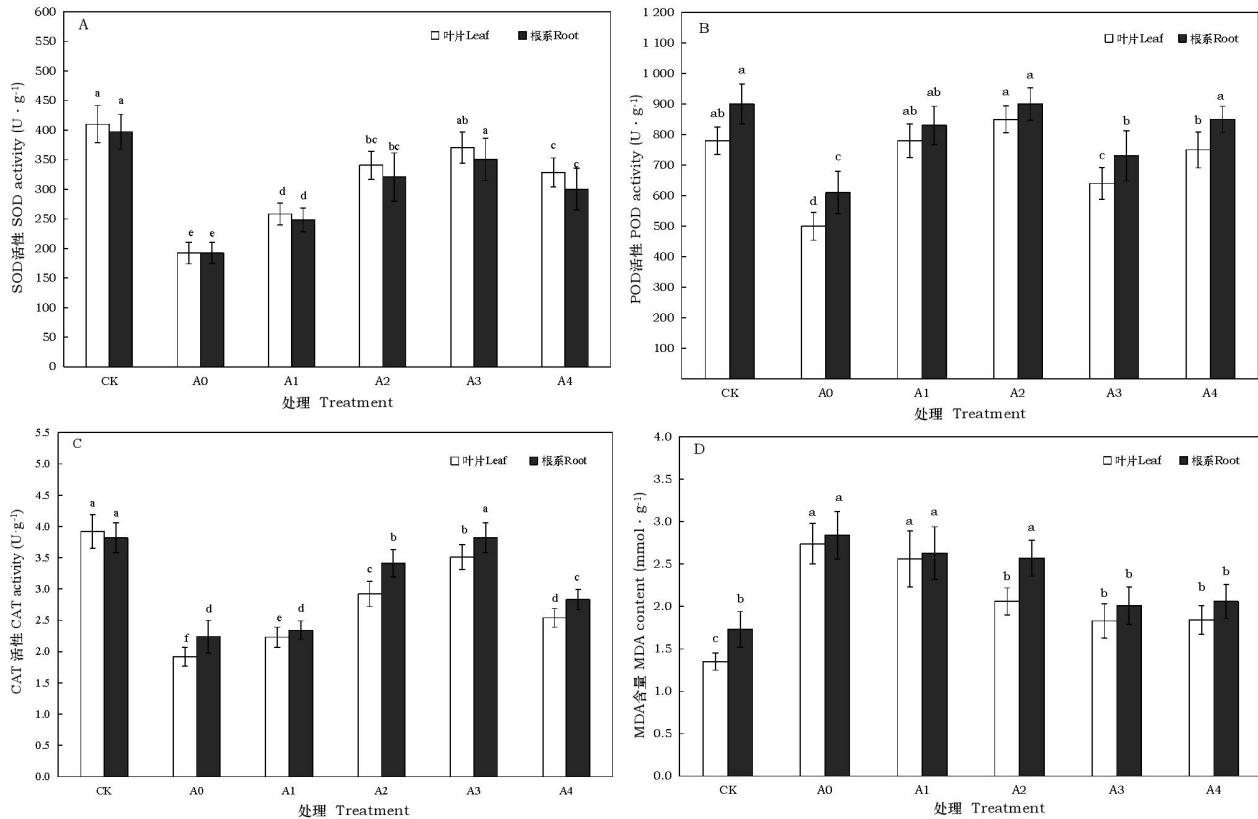 A
叶片Leaf 根系Root
SOD活性 SOD activity (U · g⁻¹)
600
550
500
450
400
350
300
250
200
150
100
50
0
a a
e e
d d
bc bc
ab a
c c
CK A0 A1 A2 A3 A4
处理 Treatment
B
叶片Leaf 根系Root
POD活性 POD activity (U · g⁻¹)
1 200
1 100
1 000
900
800
700
600
500
400
300
200
100
ab a
d c
ab ab
a a
c b
b a
CK A0 A1 A2 A3 A4
处理 Treatment
C
叶片Leaf 根系Root
CAT 活性 CAT activity (U·g⁻¹)
5.5
5.0
4.5
4.0
3.5
3.0
2.5
2.0
1.5
1.0
0.5
0.0
a a
f d
e d
c b
b a
d c
CK A0 A1 A2 A3 A4
处理 Treatment
D
叶片Leaf 根系Root
MDA含量 MDA content (mmol · g⁻¹)
4.0
3.5
3.0
2.5
2.0
1.5
1.0
0.5
0.0
c b
a a
a a
b a
b b
b b
CK A0 A1 A2 A3 A4
处理 Treatment